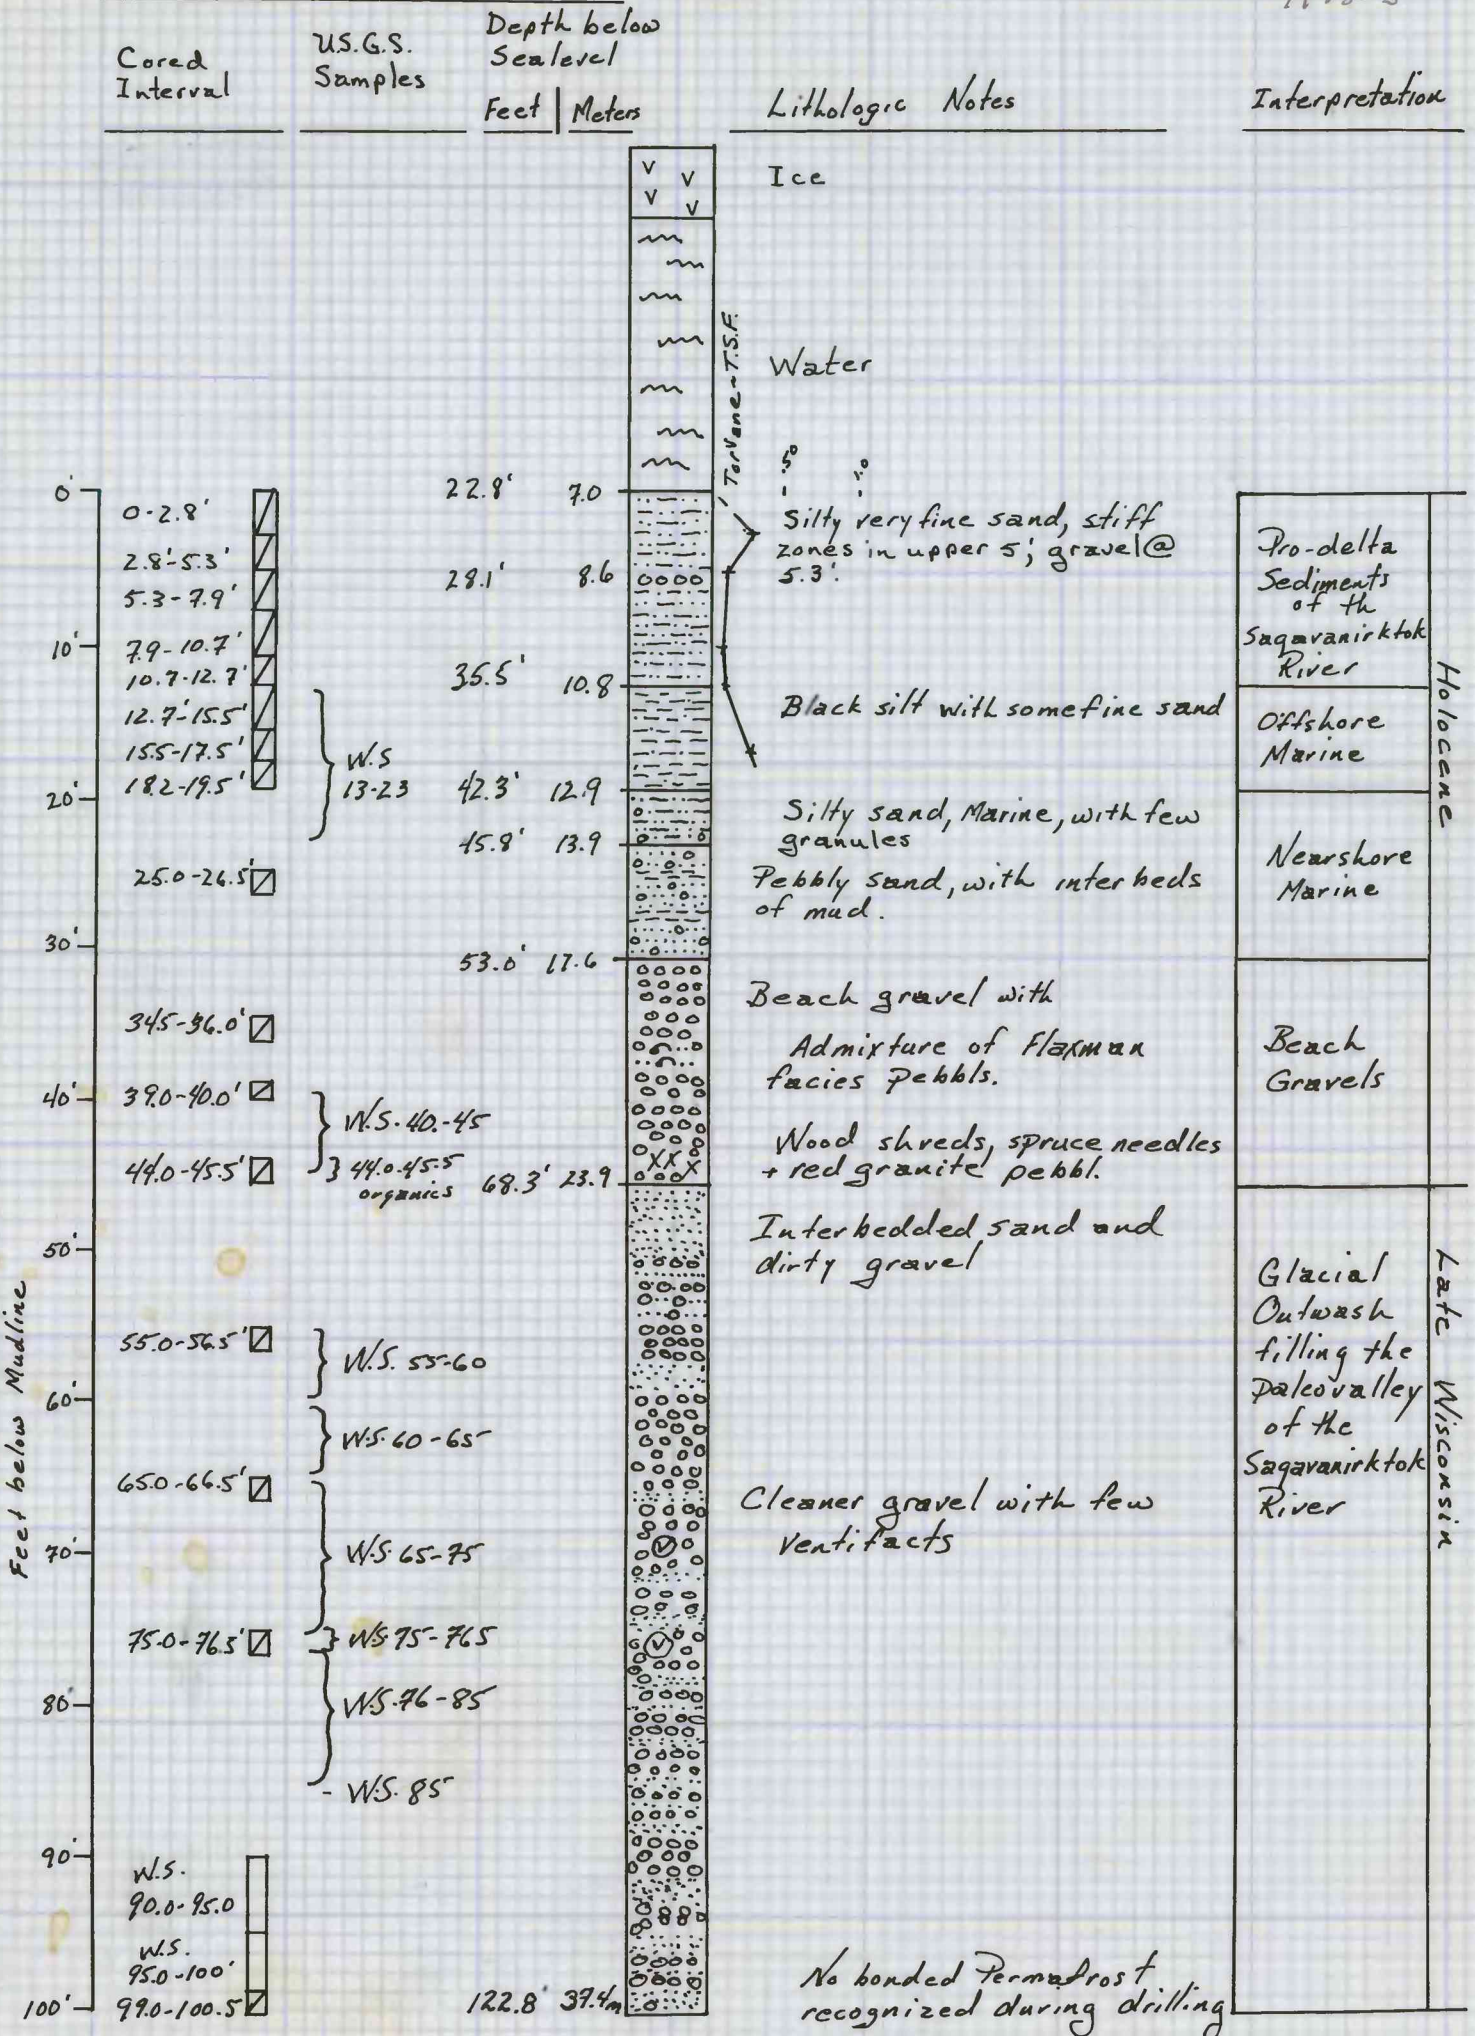 Cored
Interval
U.S.G.S.
Samples
Depth below
Sealevel
Feet | Meters
Lithologic Notes
Interpretation
Ice
Water
Torvane-T.S.F.
.50
1.0
Feet below Mudline
0'
10'
20'
30'
40'
50'
60'
70'
80'
90'
100'
0-2.8'
2.8'-5.3'
5.3-7.9'
7.9-10.7'
10.7-12.7'
12.7'-15.5'
15.5-17.5'
18.2-19.5'
25.0-26.5'
34.5-36.0'
39.0-40.0'
44.0-45.5'
55.0-56.5'
65.0-66.5'
75.0-76.5'
W.S.
90.0-95.0
W.S.
95.0-100'
99.0-100.5'
W.S
13-23
W.S.40.-45
44.0-45.5
organics
W.S. 55-60
W.S.60-65
W.S.65-75
W.S.75-765
W.S.76-85
- W.S.85
22.8' 7.0
28.1' 8.6
35.5' 10.8
42.3' 12.9
45.8' 13.9
53.0' 17.6
68.3' 23.9
122.8' 37.4m
Silty very fine sand, stiff
zones in upper 5'; gravel@
5.3'.
Black silt with some fine sand
Silty sand, Marine, with few
granules
Pebbly sand, with interbeds
of mud.
Beach gravel with
Admixture of Flaxman
facies Pebbls.
Wood shreds, spruce needles
+ red granite pebbl.
Interbedded sand and
dirty gravel
Cleaner gravel with few
Ventifacts
No bonded Permafrost
recognized during drilling
Pro-delta
Sediments
of th
Sagavanirktok
River
Offshore
Marine
Nearshore
Marine
Beach
Gravels
Glacial
Outwash
filling the
paleovalley
of the
Sagavanirktok
River
Holocene
Late Wisconsin